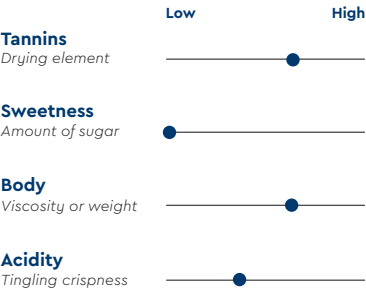 Low High
Tannins
Drying element
Sweetness
Amount of sugar
Body
Viscosity or weight
Acidity
Tingling crispness